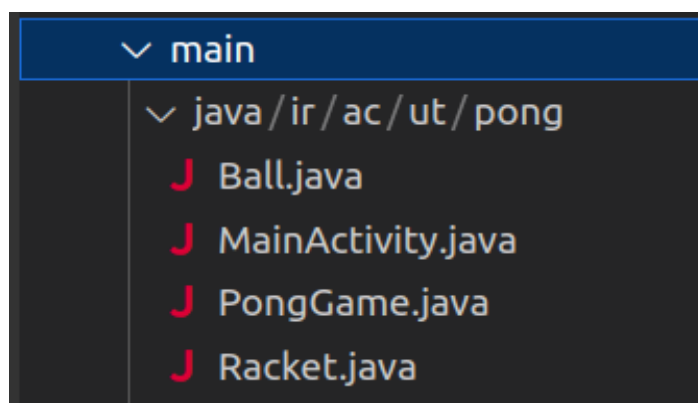 main
java/ir/ac/ut/pong
J Ball.java
J MainActivity.java
J PongGame.java
J Racket.java